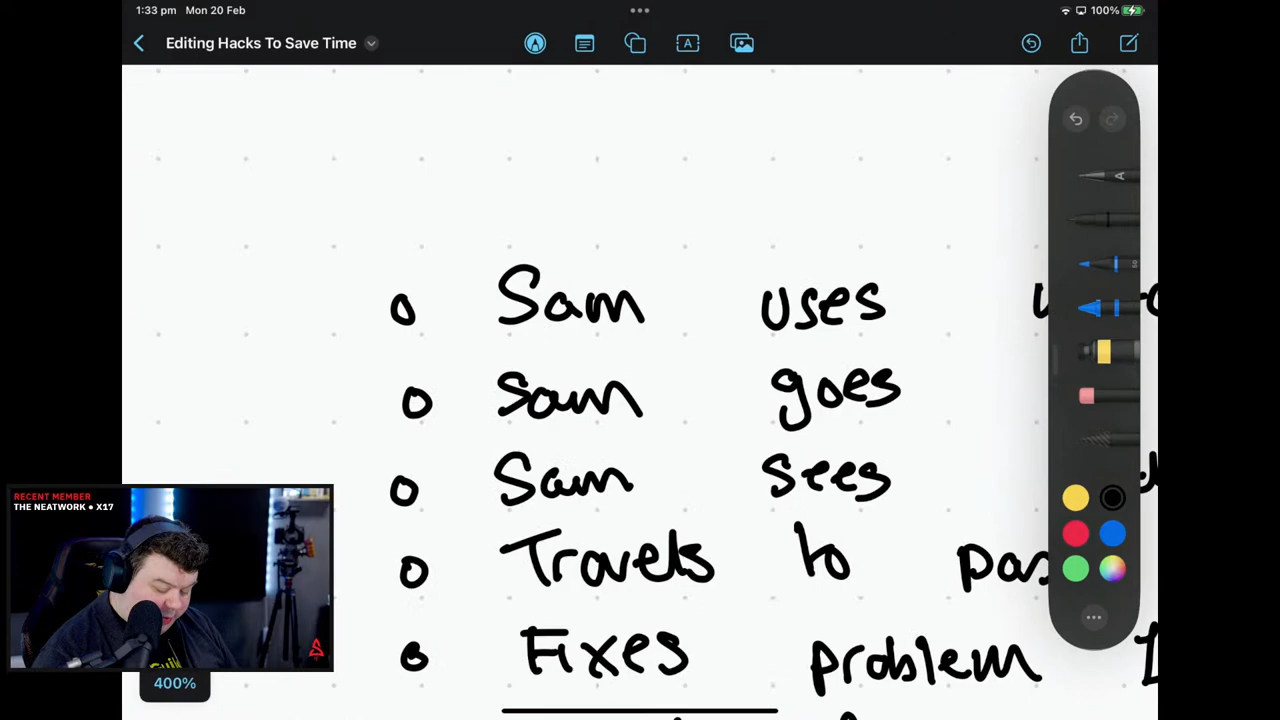 1:33 pm Mon 20 Feb
100%
Editing Hacks To Save Time
o Sam uses
o Sam goes
o Sam sees
o Travels to pas
o Fixes problem
RECENT MEMBER
THE NEATWORK • X17
400%